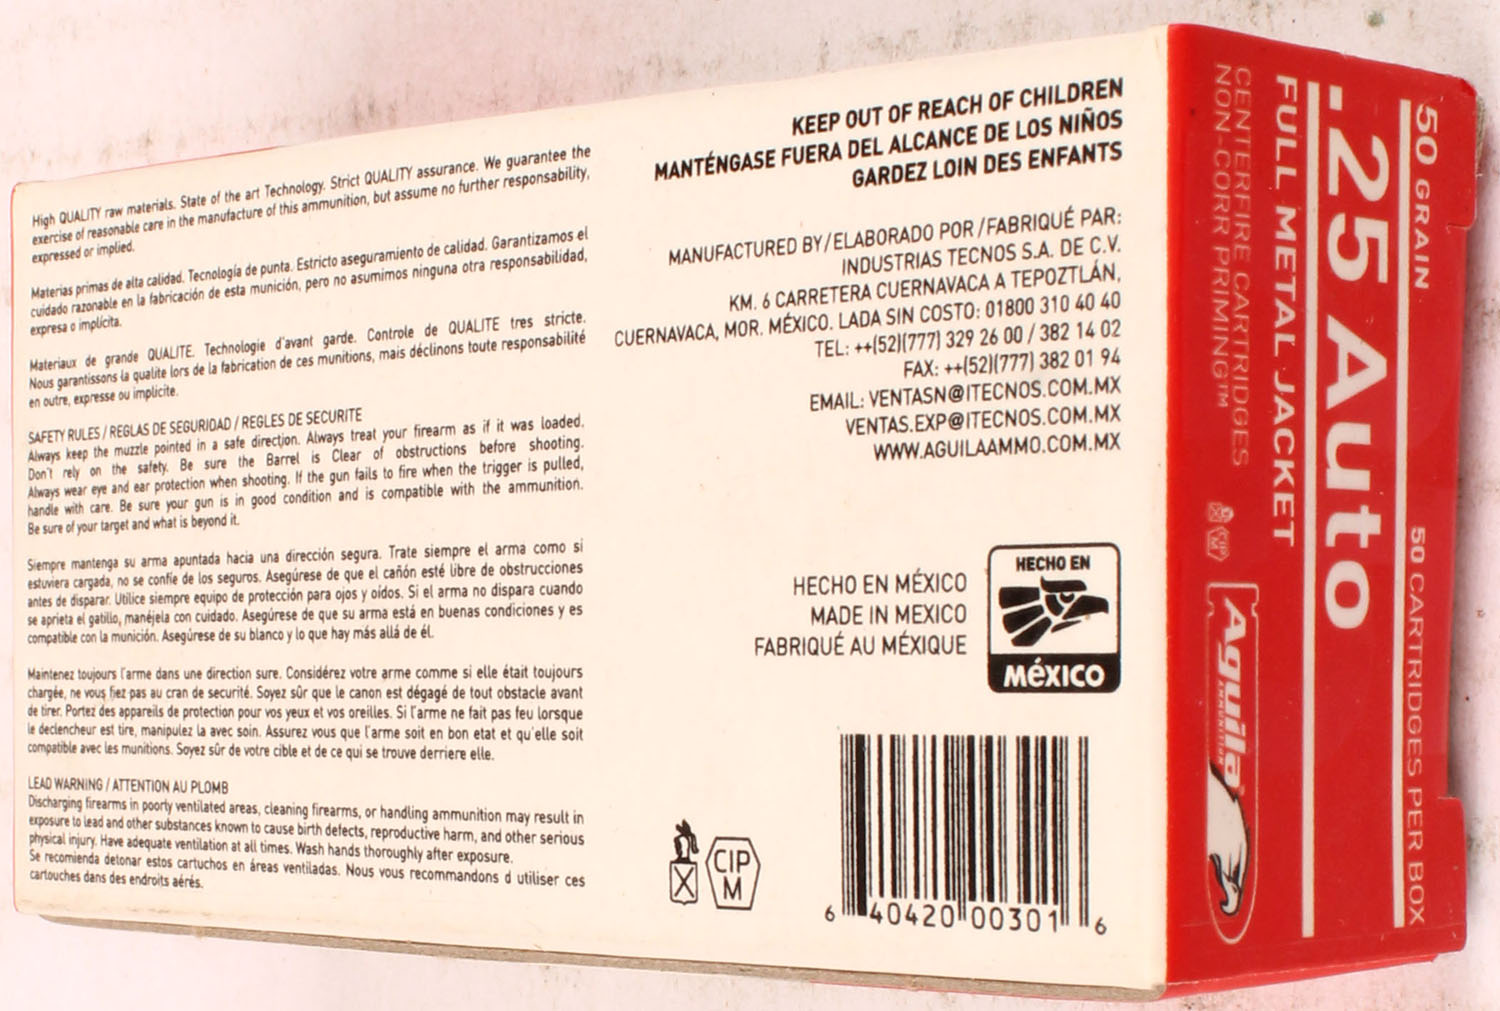 High QUALITY raw materials. State of the art Technology. Strict QUALITY assurance. We guarantee the
exercise of reasonable care in the manufacture of this ammunition, but assume no further responsability,
expressed or implied.
Materias primas de alta calidad. Tecnología de punta. Estricto aseguramiento de calidad. Garantizamos el
cuidado razonable en la fabricación de esta munición, pero no asumimos ninguna otra responsabilidad,
expresa o implícita.
Materiaux de grande QUALITE. Technologie d'avant garde. Controle de QUALITE tres stricte.
Nous garantissons la qualite lors de la fabrication de ces munitions, mais déclinons toute responsabilité
en outre, expresse ou implicite.
SAFETY RULES / REGLAS DE SEGURIDAD / REGLES DE SECURITE
Always keep the muzzle pointed in a safe direction. Always treat your firearm as if it was loaded.
Don't rely on the safety. Be sure the Barrel is Clear of obstructions before shooting.
Always wear eye and ear protection when shooting. If the gun fails to fire when the trigger is pulled,
handle with care. Be sure your gun is in good condition and is compatible with the ammunition.
Be sure of your target and what is beyond it.
Siempre mantenga su arma apuntada hacia una dirección segura. Trate siempre el arma como si
estuviera cargada, no se confíe de los seguros. Asegúrese de que el cañón esté libre de obstrucciones
antes de disparar. Utilice siempre equipo de protección para ojos y oídos. Si el arma no dispara cuando
se aprieta el gatillo, manéjela con cuidado. Asegúrese de que su arma está en buenas condiciones y es
compatible con la munición. Asegúrese de su blanco y lo que hay más allá de él.
Maintenez toujours l'arme dans une direction sure. Considérez votre arme comme si elle était toujours
chargée, ne vous fiez pas au cran de securité. Soyez sûr que le canon est dégagé de tout obstacle avant
de tirer. Portez des appareils de protection pour vos yeux et vos oreilles. Si l'arme ne fait pas feu lorsque
le declencheur est tire, manipulez la avec soin. Assurez vous que l'arme soit en bon etat et qu'elle soit
compatible avec les munitions. Soyez sûr de votre cible et de ce qui se trouve derriere elle.
LEAD WARNING / ATTENTION AU PLOMB
Discharging firearms in poorly ventilated areas, cleaning firearms, or handling ammunition may result in
exposure to lead and other substances known to cause birth defects, reproductive harm, and other serious
physical injury. Have adequate ventilation at all times. Wash hands thoroughly after exposure.
Se recomienda detonar estos cartuchos en áreas ventiladas. Nous vous recommandons d utiliser ces
cartouches dans des endroits aérés.
KEEP OUT OF REACH OF CHILDREN
MANTÉNGASE FUERA DEL ALCANCE DE LOS NIÑOS
GARDEZ LOIN DES ENFANTS
MANUFACTURED BY/ELABORADO POR/FABRIQUÉ PAR:
INDUSTRIAS TECNOS S.A. DE C.V.
KM. 6 CARRETERA CUERNAVACA A TEPOZTLÁN,
CUERNAVACA, MOR. MÉXICO. LADA SIN COSTO: 01800 310 40 40
TEL: ++(52)(777) 329 26 00 / 382 14 02
FAX: ++(52)(777) 382 01 94
EMAIL: VENTASN@ITECNOS.COM.MX
VENTAS.EXP@ITECNOS.COM.MX
WWW.AGUILAAMMO.COM.MX
HECHO EN MÉXICO
MADE IN MEXICO
FABRIQUÉ AU MÉXIQUE
HECHO EN
MéXICO
CIP
M
6 40420 00301 6
50 GRAIN
50 CARTRIDGES PER BOX
.25 Auto
FULL METAL JACKET
CENTERFIRE CARTRIDGES
NON-CORR PRIMING™
CIP
M
Aguila
AMMUNITION